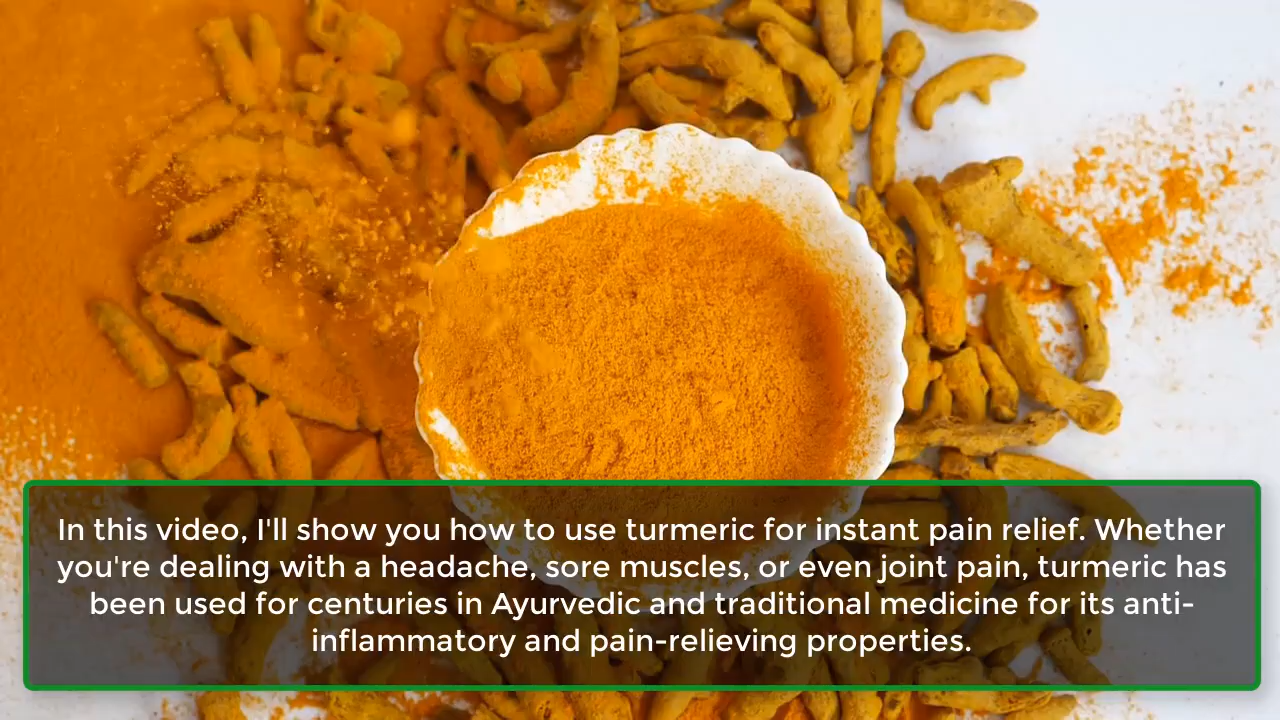 In this video, I'll show you how to use turmeric for instant pain relief. Whether
you're dealing with a headache, sore muscles, or even joint pain, turmeric has
been used for centuries in Ayurvedic and traditional medicine for its anti-
inflammatory and pain-relieving properties.